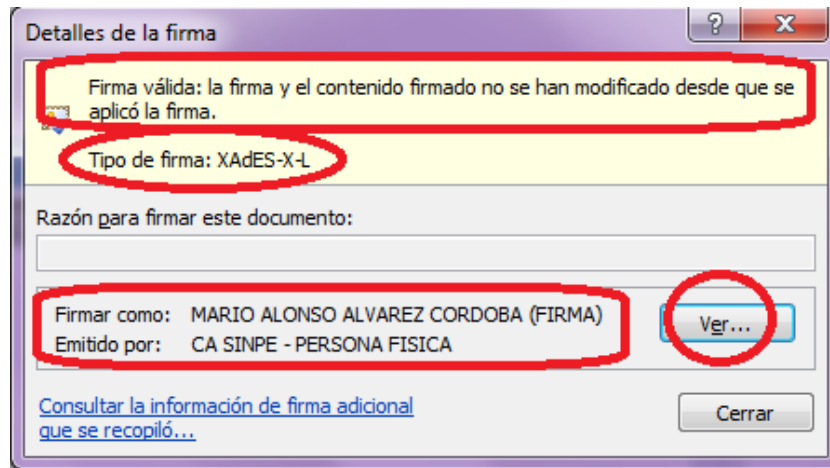 Detalles de la firma
Firma válida: la firma y el contenido firmado no se han modificado desde que se
aplicó la firma.
Tipo de firma: XAdES-X-L
Razón para firmar este documento:
Firmar como: MARIO ALONSO ALVAREZ CORDOBA (FIRMA)
Emitido por: CA SINPE - PERSONA FISICA
Ver...
Consultar la información de firma adicional
que se recopiló...
Cerrar